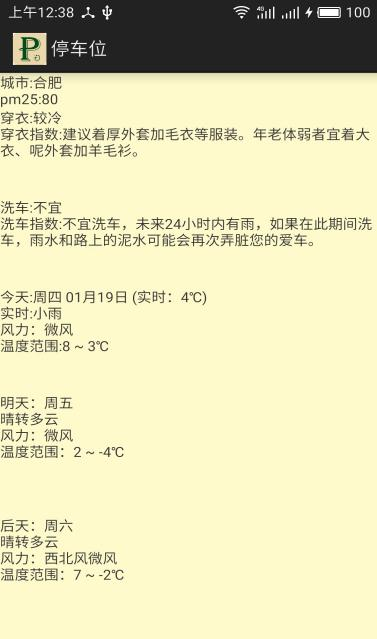 上午12:38
4G
100
P
停车位
城市:合肥
pm25:80
穿衣:较冷
穿衣指数:建议着厚外套加毛衣等服装。年老体弱者宜着大
衣、呢外套加羊毛衫。
洗车:不宜
洗车指数:不宜洗车，未来24小时内有雨，如果在此期间洗
车，雨水和路上的泥水可能会再次弄脏您的爱车。
今天:周四 01月19日 (实时：4℃)
实时:小雨
风力：微风
温度范围:8 ~ 3℃
明天：周五
晴转多云
风力：微风
温度范围：2 ~ -4℃
后天：周六
晴转多云
风力：西北风微风
温度范围：7 ~ -2℃